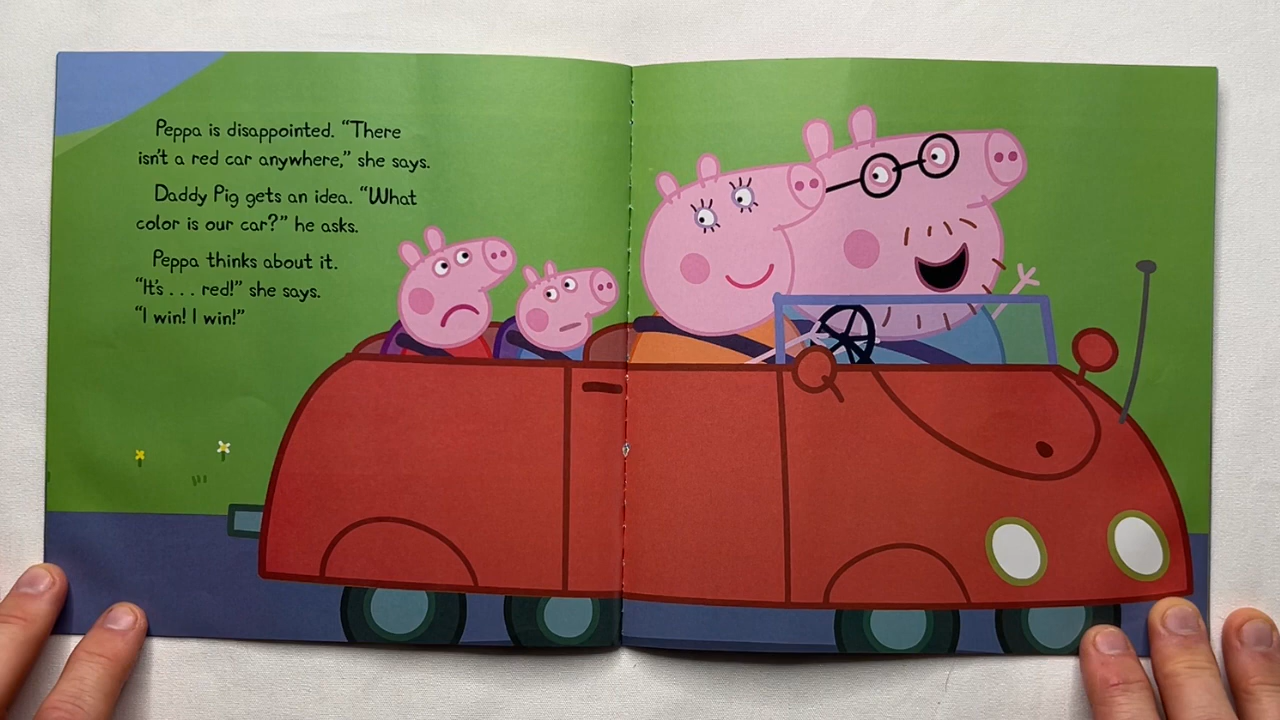 Peppa is disappointed. “There
isn’t a red car anywhere,” she says.
Daddy Pig gets an idea. “What
color is our car?” he asks.
Peppa thinks about it.
“It’s . . . red!” she says.
“I win! I win!”